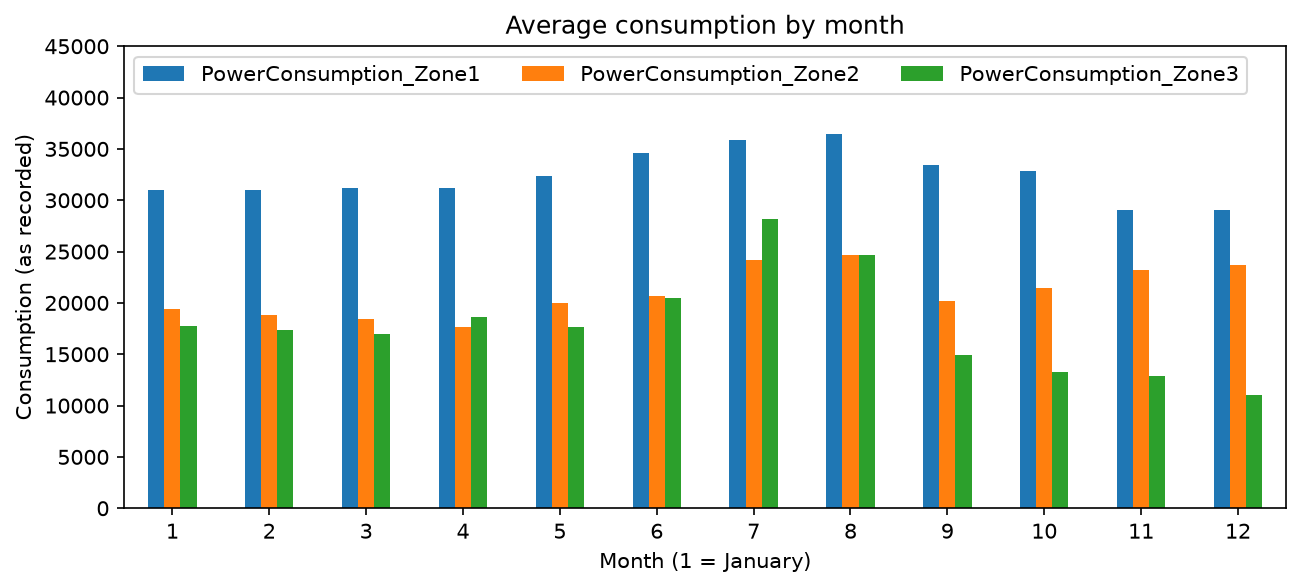 Average consumption by month
PowerConsumption_Zone1 PowerConsumption_Zone2 PowerConsumption_Zone3
Consumption (as recorded)
45000
40000
35000
30000
25000
20000
15000
10000
5000
0
1 2 3 4 5 6 7 8 9 10 11 12
Month (1 = January)